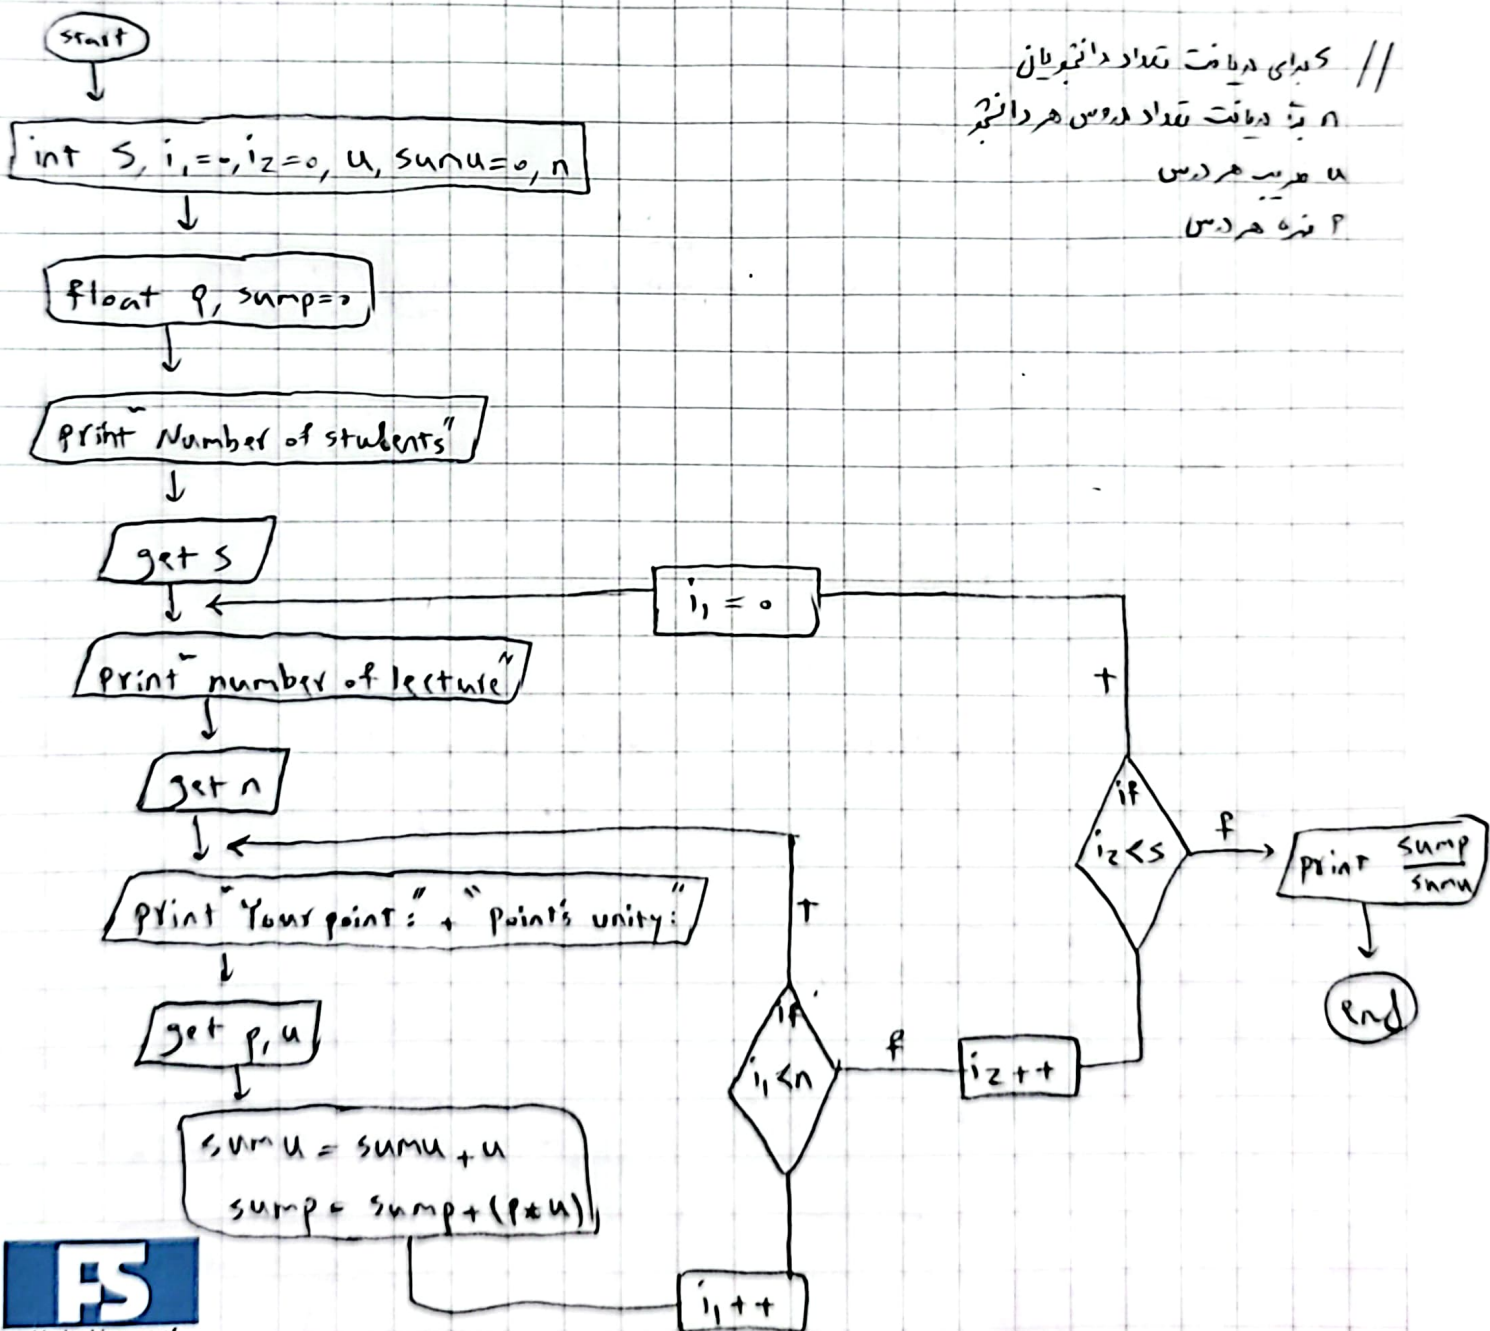 start
// s برای دریافت تعداد دانشجویان
n برا دریافت تعداد دروس هر دانشجو
u ضریب هر درس
p نمره هر درس
int s, i₁=0, i₂=0, u, sumu=0, n
float p, sump=0
print "Number of students"
get s
i₁ = 0
print "number of lecture"
t
get n
if
i₂<s
f
print sump/sumu
print "Your point:" + "point's unity:"
t
end
get p, u
if
i₁<n
f
i₂++
sumu = sumu + u
sump = sump + (p*u)
i₁++
FS